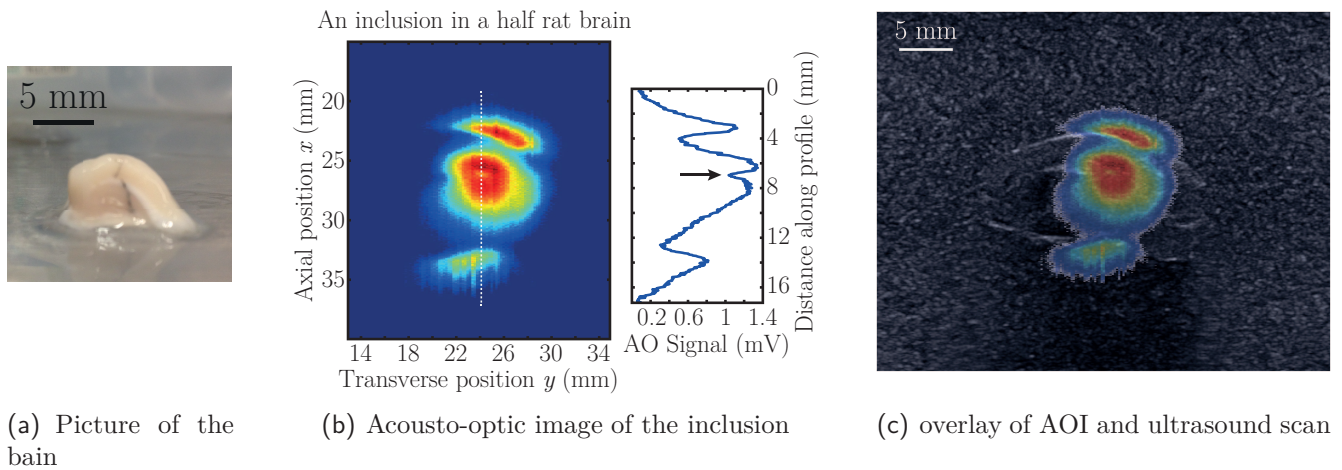 5 mm
An inclusion in a half rat brain
20
25
30
35
Axial position x (mm)
14 18 22 26 30 34
Transverse position y (mm)
0
4
8
12
16
Distance along profile (mm)
0.2 0.6 1 1.4
AO Signal (mV)
5 mm
(a) Picture of the
bain
(b) Acousto-optic image of the inclusion
(c) overlay of AOI and ultrasound scan